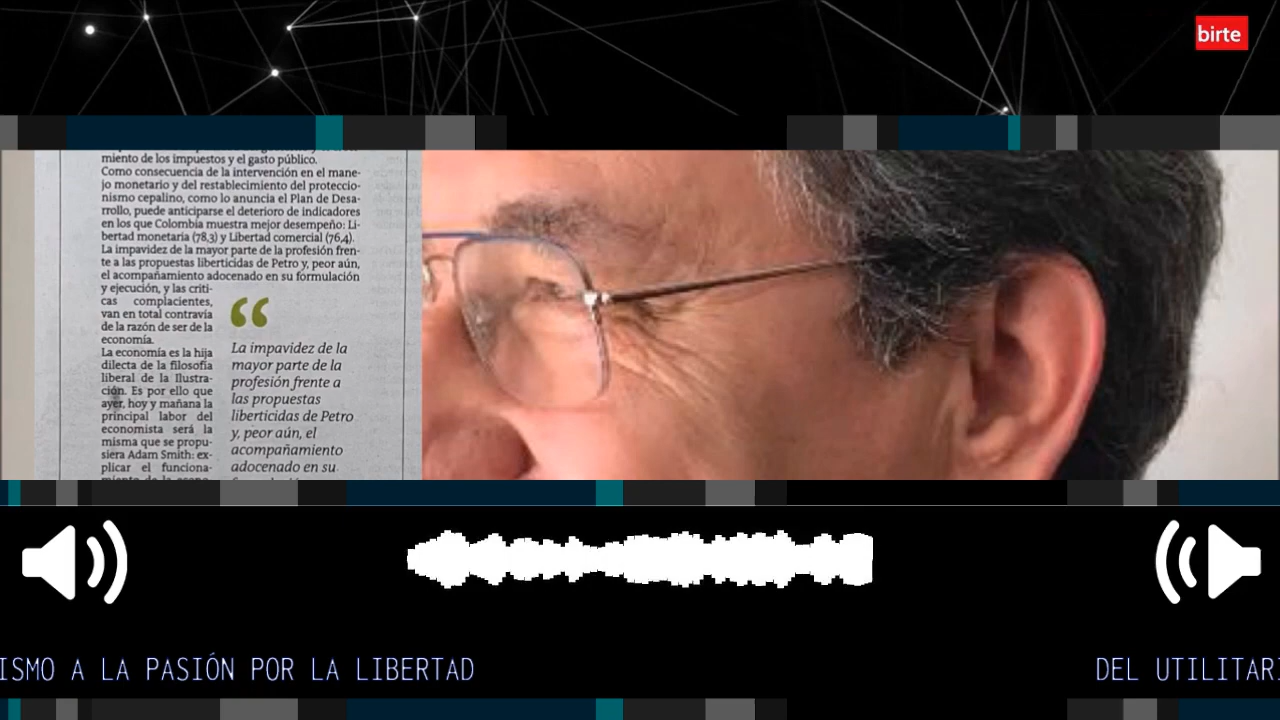 birte
miento de los impuestos y el gasto público.
Como consecuencia de la intervención en el mane-
jo monetario y del restablecimiento del proteccio-
nismo cepalino, como lo anuncia el Plan de Desa-
rrollo, puede anticiparse el deterioro de indicadores
en los que Colombia muestra mejor desempeño: Li-
bertad monetaria (78,3) y Libertad comercial (76,4).
La impavidez de la mayor parte de la profesión fren-
te a las propuestas liberticidas de Petro y, peor aún,
el acompañamiento adocenado en su formulación
y ejecución, y las críti-
cas complacientes,
van en total contravía
de la razón de ser de la
economía.
La economía es la hija
dilecta de la filosofía
liberal de la Ilustra-
ción. Es por ello que
ayer, hoy y mañana la
principal labor del
economista será la
misma que se propu-
siera Adam Smith: ex-
plicar el funciona-
“
La impavidez de la
mayor parte de la
profesión frente a
las propuestas
liberticidas de Petro
y, peor aún, el
acompañamiento
adocenado en su
ISMO A LA PASIÓN POR LA LIBERTAD
DEL UTILITARI